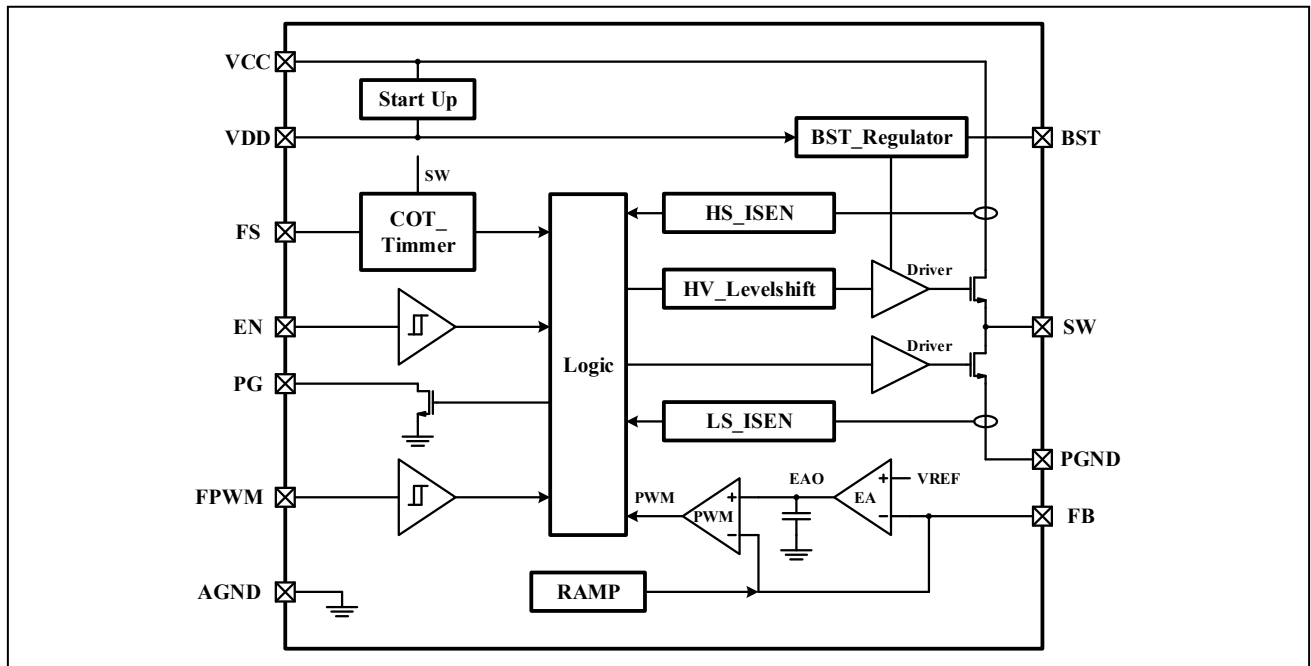 VCC
Start Up
VDD
BST_Regulator
BST
SW
FS
COT_
Timmer
HS_ISEN
HV_Levelshift
Driver
EN
SW
Driver
PG
Logic
LS_ISEN
PGND
FPWM
PWM
PWM
+
−
EAO
EA
+
−
VREF
FB
AGND
RAMP